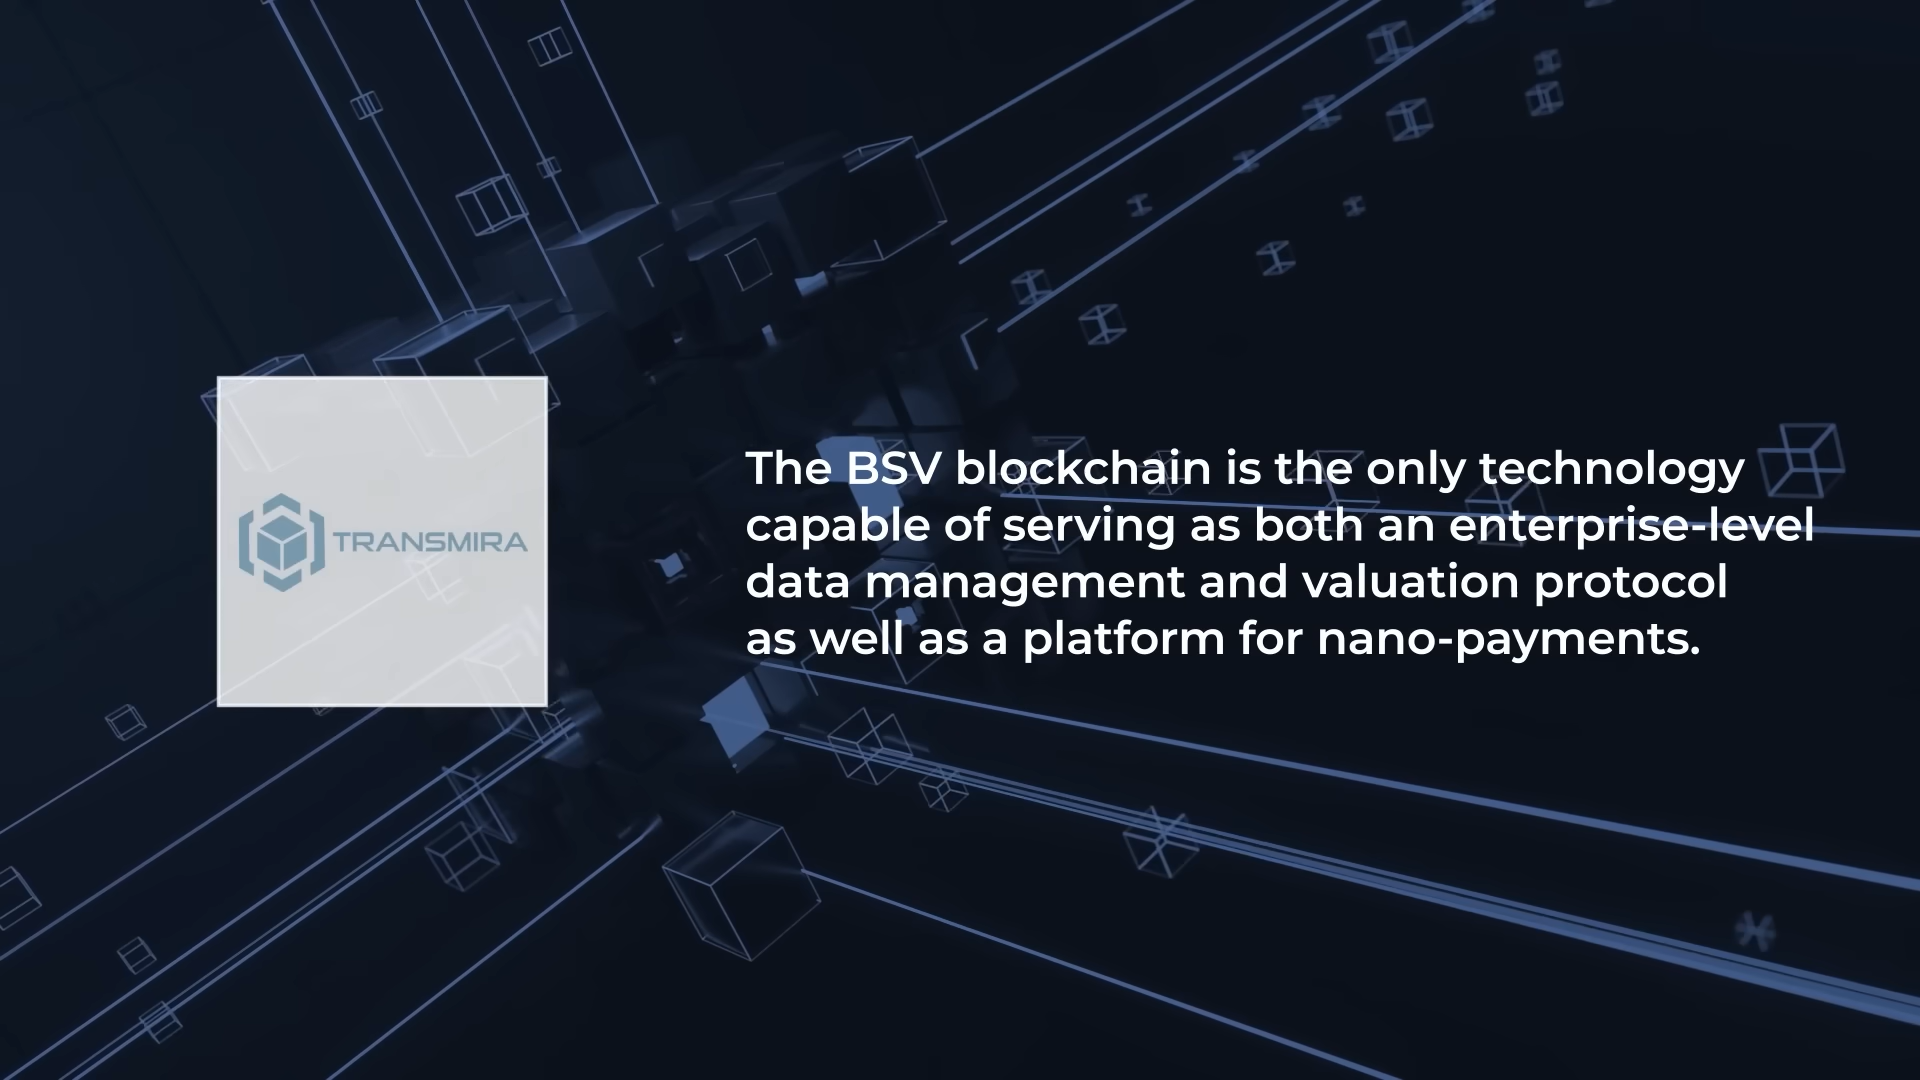 TRANSMIRA
The BSV blockchain is the only technology
capable of serving as both an enterprise-level
data management and valuation protocol
as well as a platform for nano-payments.